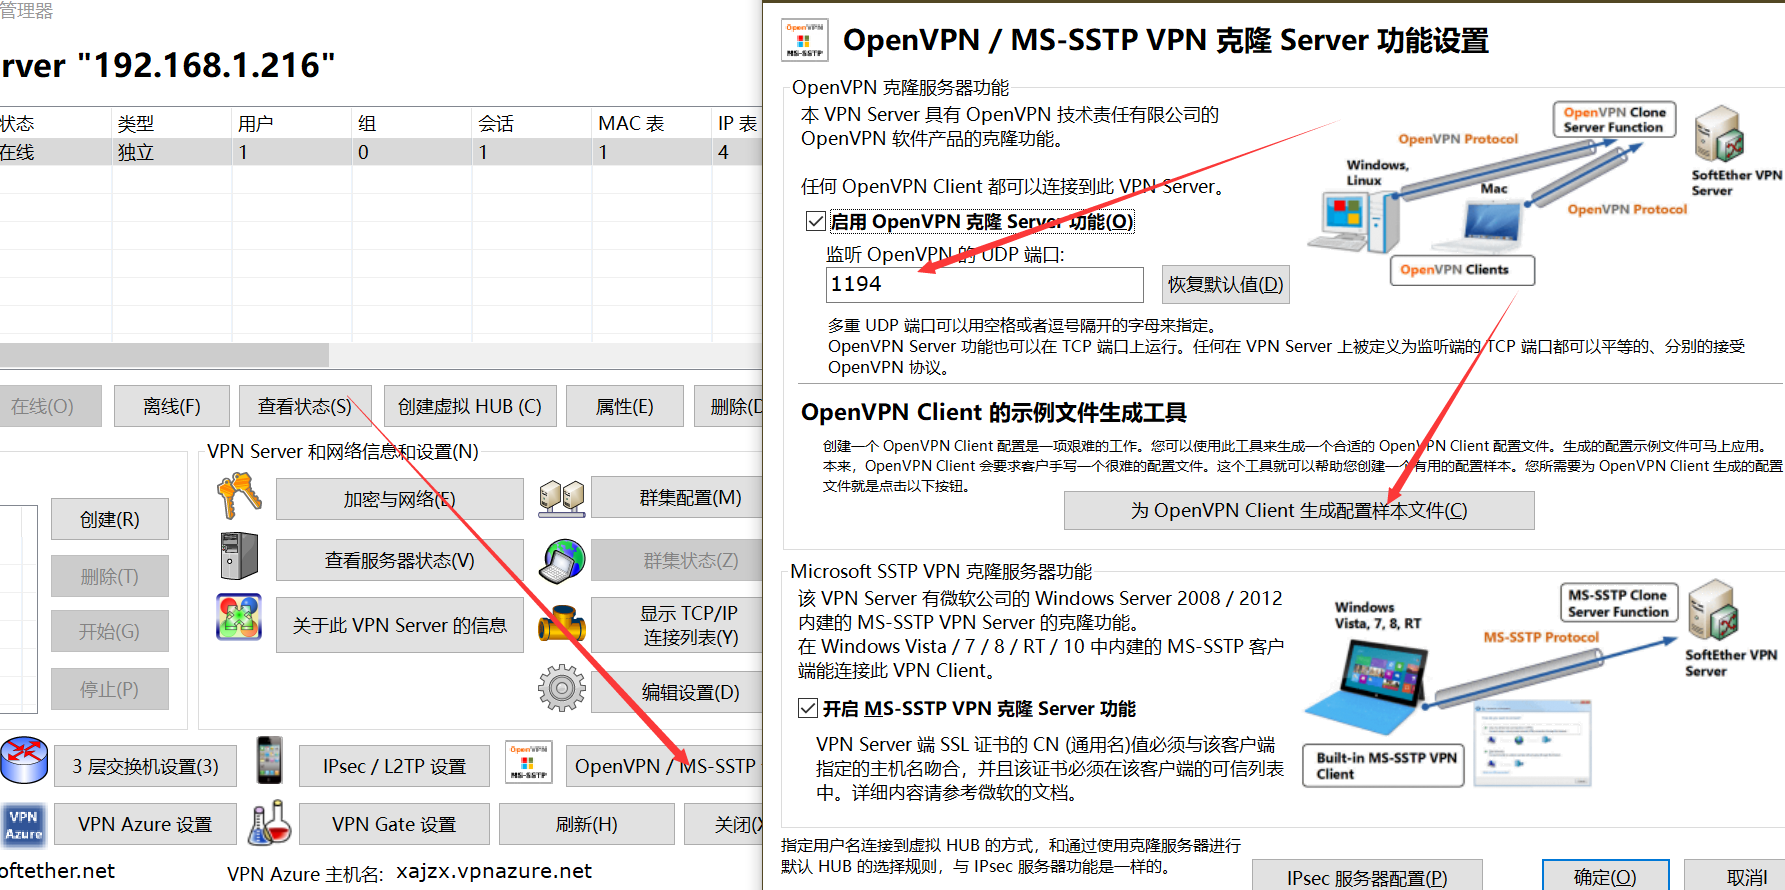 管理器
rver "192.168.1.216"
状态 类型 用户 组 会话 MAC 表 IP 表
在线 独立 1 0 1 1 4
在线(O) 离线(F) 查看状态(S) 创建虚拟 HUB (C) 属性(E) 删除(D
VPN Server 和网络信息和设置(N)
创建(R)
删除(T)
开始(G)
停止(P)
加密与网络(E) 群集配置(M)
查看服务器状态(V) 群集状态(Z)
关于此 VPN Server 的信息 显示 TCP/IP
连接列表(Y)
编辑设置(D)
3 层交换机设置(3) IPsec / L2TP 设置 OpenVPN
MS-SSTP OpenVPN / MS-SSTP
VPN
Azure VPN Azure 设置 VPN Gate 设置 刷新(H) 关闭(X
oftether.net VPN Azure 主机名: xajzx.vpnazure.net
OpenVPN
MS-SSTP
OpenVPN / MS-SSTP VPN 克隆 Server 功能设置
OpenVPN 克隆服务器功能
本 VPN Server 具有 OpenVPN 技术责任有限公司的
OpenVPN 软件产品的克隆功能。
任何 OpenVPN Client 都可以连接到此 VPN Server。
启用 OpenVPN 克隆 Server 功能(O)
监听 OpenVPN 的 UDP 端口:
1194
恢复默认值(D)
OpenVPN Clone
Server Function
OpenVPN Protocol
Windows,
Linux
Mac
SoftEther VPN
Server
OpenVPN Protocol
OpenVPN Clients
多重 UDP 端口可以用空格或者逗号隔开的字母来指定。
OpenVPN Server 功能也可以在 TCP 端口上运行。任何在 VPN Server 上被定义为监听端的 TCP 端口都可以平等的、分别的接受
OpenVPN 协议。
OpenVPN Client 的示例文件生成工具
创建一个 OpenVPN Client 配置是一项艰难的工作。您可以使用此工具来生成一个合适的 OpenVPN Client 配置文件。生成的配置示例文件可马上应用。
本来，OpenVPN Client 会要求客户手写一个很难的配置文件。这个工具就可以帮助您创建一个有用的配置样本。您所需要为 OpenVPN Client 生成的配置
文件就是点击以下按钮。
为 OpenVPN Client 生成配置样本文件(C)
Microsoft SSTP VPN 克隆服务器功能
该 VPN Server 有微软公司的 Windows Server 2008 / 2012
内建的 MS-SSTP VPN Server 的克隆功能。
在 Windows Vista / 7 / 8 / RT / 10 中内建的 MS-SSTP 客户
端能连接此 VPN Client。
开启 MS-SSTP VPN 克隆 Server 功能
VPN Server 端 SSL 证书的 CN (通用名)值必须与该客户端
指定的主机名吻合，并且该证书必须在该客户端的可信列表
中。详细内容请参考微软的文档。
MS-SSTP Clone
Server Function
Windows
Vista, 7, 8, RT
MS-SSTP Protocol
SoftEther VPN
Server
Built-in MS-SSTP VPN
Client
指定用户名连接到虚拟 HUB 的方式，和通过使用克隆服务器进行
默认 HUB 的选择规则，与 IPsec 服务器功能是一样的。
IPsec 服务器配置(P) 确定(O) 取消